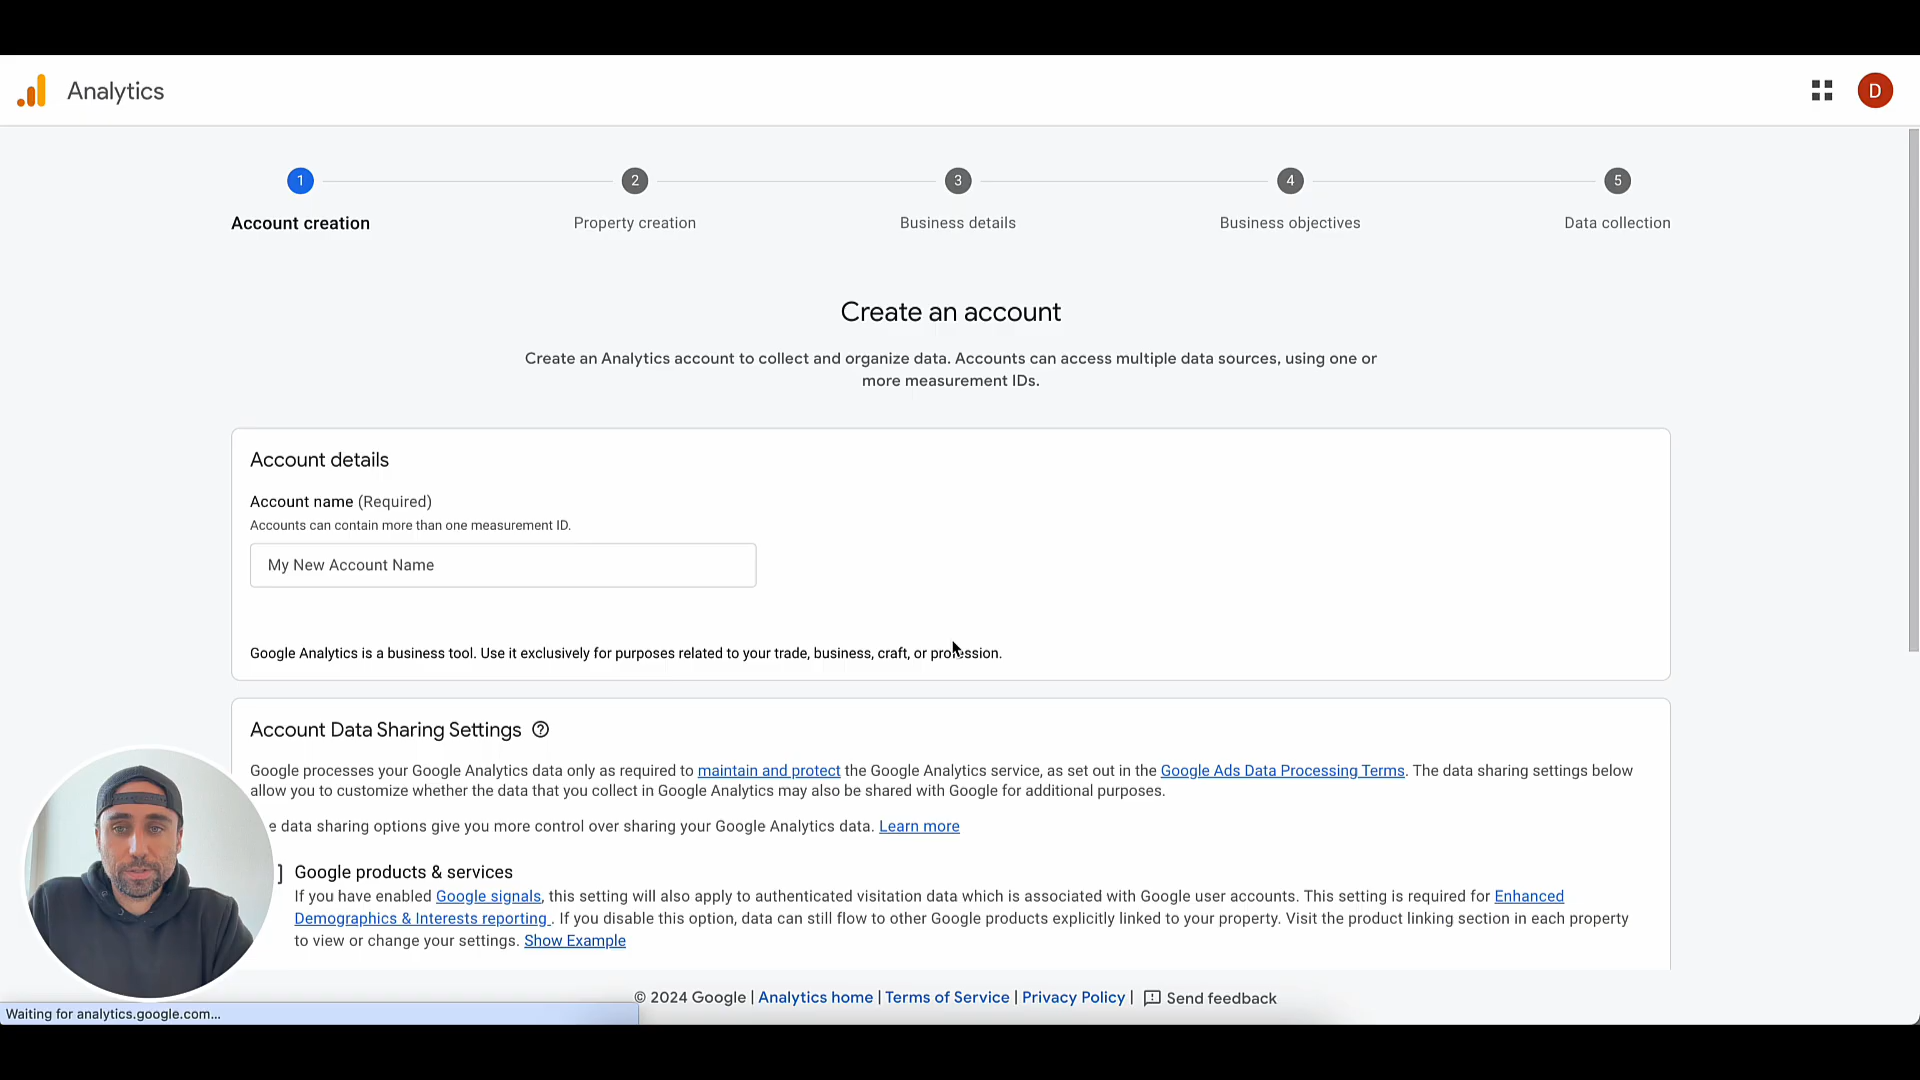 Analytics
D
1
2
3
4
5
Account creation
Property creation
Business details
Business objectives
Data collection
Create an account
Create an Analytics account to collect and organize data. Accounts can access multiple data sources, using one or
more measurement IDs.
Account details
Account name (Required)
Accounts can contain more than one measurement ID.
My New Account Name
Google Analytics is a business tool. Use it exclusively for purposes related to your trade, business, craft, or profession.
Account Data Sharing Settings
Google processes your Google Analytics data only as required to maintain and protect the Google Analytics service, as set out in the Google Ads Data Processing Terms. The data sharing settings below
allow you to customize whether the data that you collect in Google Analytics may also be shared with Google for additional purposes.
data sharing options give you more control over sharing your Google Analytics data. Learn more
Google products & services
If you have enabled Google signals, this setting will also apply to authenticated visitation data which is associated with Google user accounts. This setting is required for Enhanced
Demographics & Interests reporting . If you disable this option, data can still flow to other Google products explicitly linked to your property. Visit the product linking section in each property
to view or change your settings. Show Example
© 2024 Google | Analytics home | Terms of Service | Privacy Policy | Send feedback
Waiting for analytics.google.com...